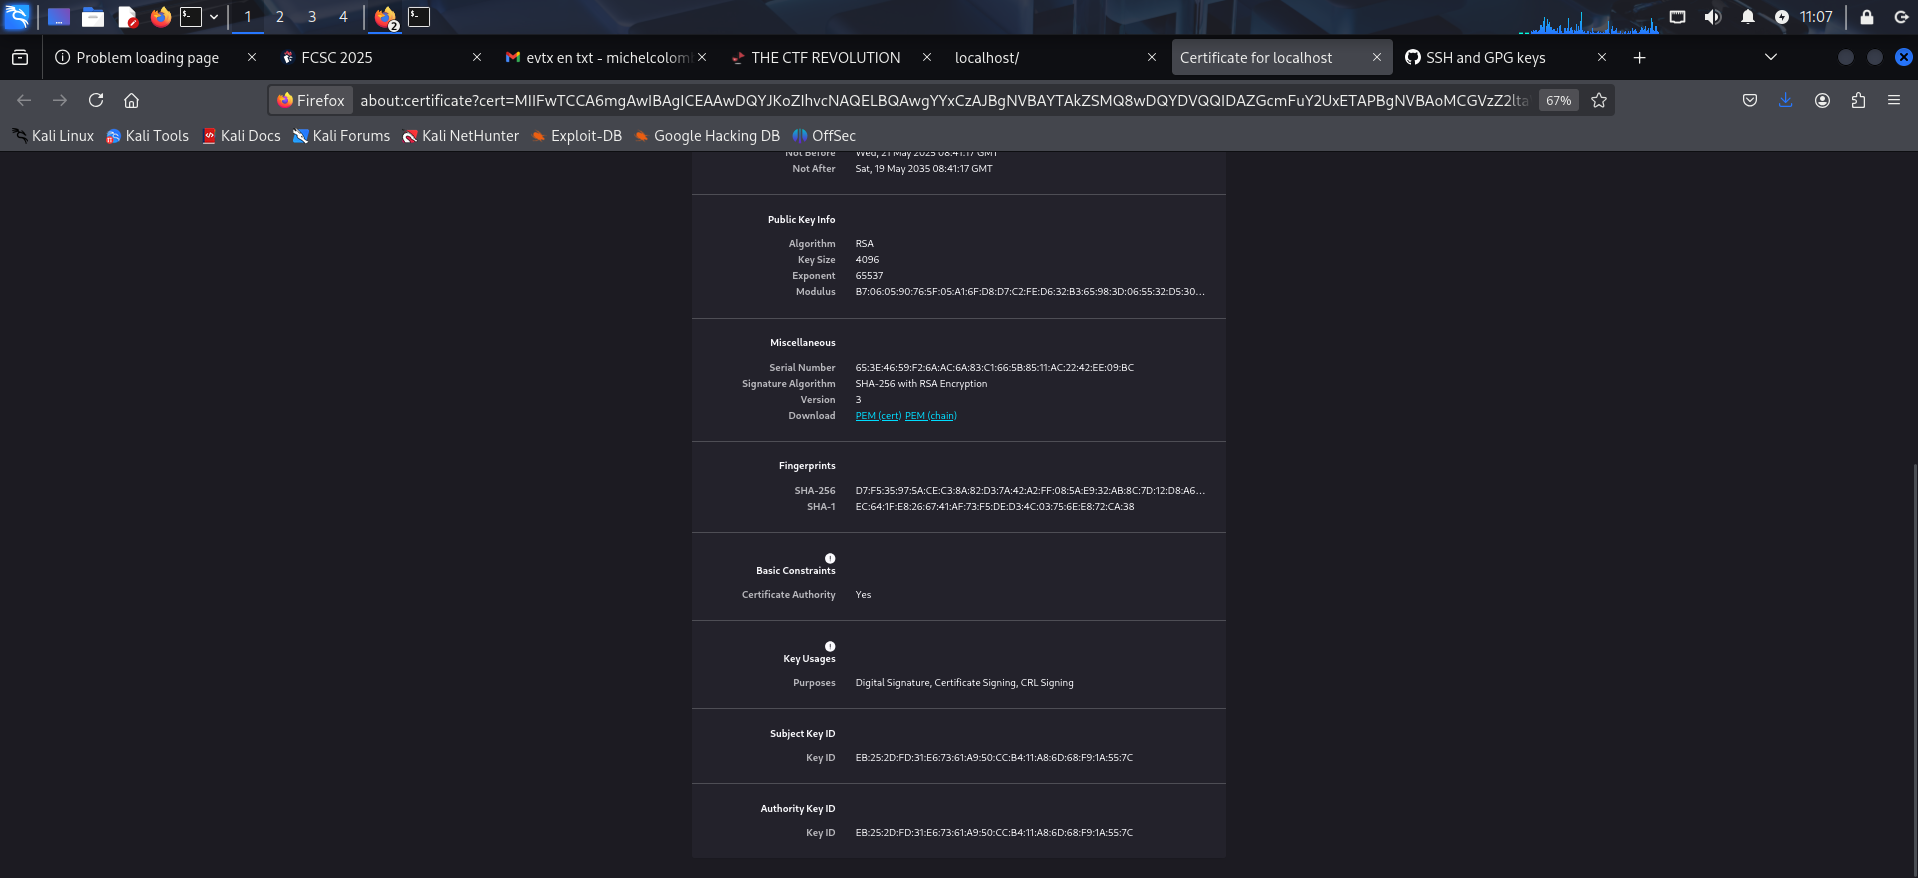 1 2 3 4 2 11:07
Problem loading page FCSC 2025 evtx en txt - michelcolom THE CTF REVOLUTION localhost/ Certificate for localhost SSH and GPG keys
Firefox about:certificate?cert=MIIFwTCCA6mgAwIBAgICEAAwDQYJKoZIhvcNAQELBQAwgYYxCzAJBgNVBAYTAkZSMQ8wDQYDVQQIDAZGcmFuY2UxETAPBgNVBAoMCGVzZ2lta 67%
Kali Linux Kali Tools Kali Docs Kali Forums Kali NetHunter Exploit-DB Google Hacking DB OffSec
Not Before Wed, 21 May 2025 08:41:17 GMT
Not After Sat, 19 May 2035 08:41:17 GMT
Public Key Info
Algorithm RSA
Key Size 4096
Exponent 65537
Modulus B7:06:05:90:76:5F:05:A1:6F:D8:D7:C2:FE:D6:32:B3:65:98:3D:06:55:32:D5:30…
Miscellaneous
Serial Number 65:3E:46:59:F2:6A:AC:6A:83:C1:66:5B:85:11:AC:22:42:EE:09:BC
Signature Algorithm SHA-256 with RSA Encryption
Version 3
Download PEM (cert) PEM (chain)
Fingerprints
SHA-256 D7:F5:35:97:5A:CE:C3:8A:82:D3:7A:42:A2:FF:08:5A:E9:32:AB:8C:7D:12:D8:A6…
SHA-1 EC:64:1F:E8:26:67:41:AF:73:F5:DE:D3:4C:03:75:6E:E8:72:CA:38
Basic Constraints
Certificate Authority Yes
Key Usages
Purposes Digital Signature, Certificate Signing, CRL Signing
Subject Key ID
Key ID EB:25:2D:FD:31:E6:73:61:A9:50:CC:B4:11:A8:6D:68:F9:1A:55:7C
Authority Key ID
Key ID EB:25:2D:FD:31:E6:73:61:A9:50:CC:B4:11:A8:6D:68:F9:1A:55:7C